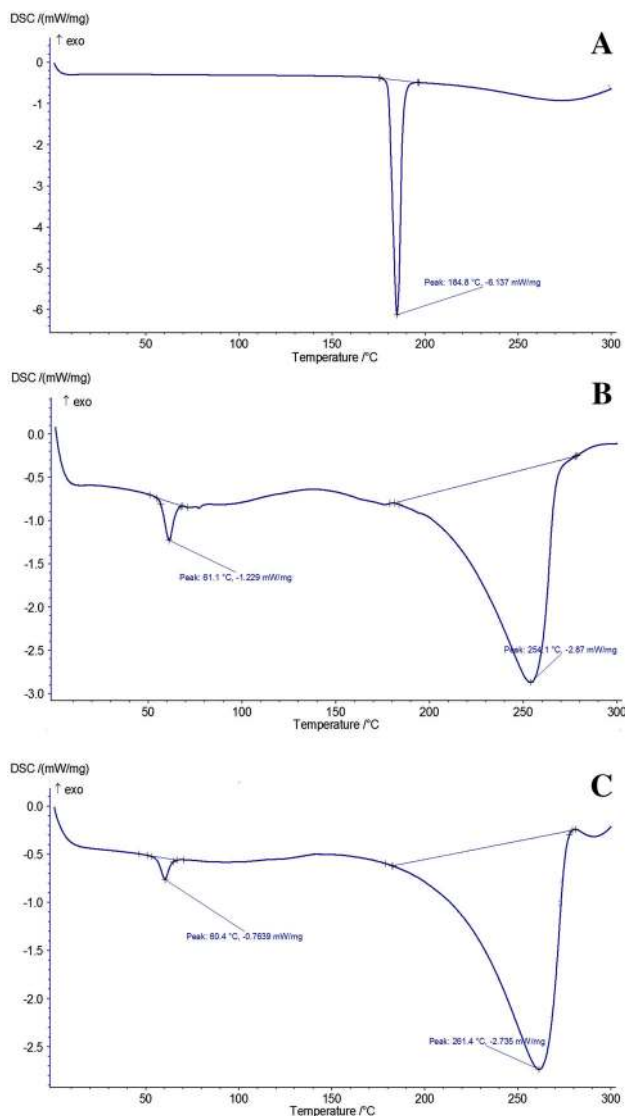 DSC /(mW/mg)
↑ exo
A
0
-1
-2
-3
-4
-5
-6
Peak: 184.8 °C, -6.137 mW/mg
50 100 150 200 250 300
Temperature /°C
DSC /(mW/mg)
↑ exo
B
0.0
-0.5
-1.0
-1.5
-2.0
-2.5
-3.0
Peak: 61.1 °C, -1.229 mW/mg
Peak: 254.1 °C, -2.87 mW/mg
50 100 150 200 250 300
Temperature /°C
DSC /(mW/mg)
↑ exo
C
0.0
-0.5
-1.0
-1.5
-2.0
-2.5
Peak: 60.4 °C, -0.7639 mW/mg
Peak: 261.4 °C, -2.735 mW/mg
50 100 150 200 250 300
Temperature /°C